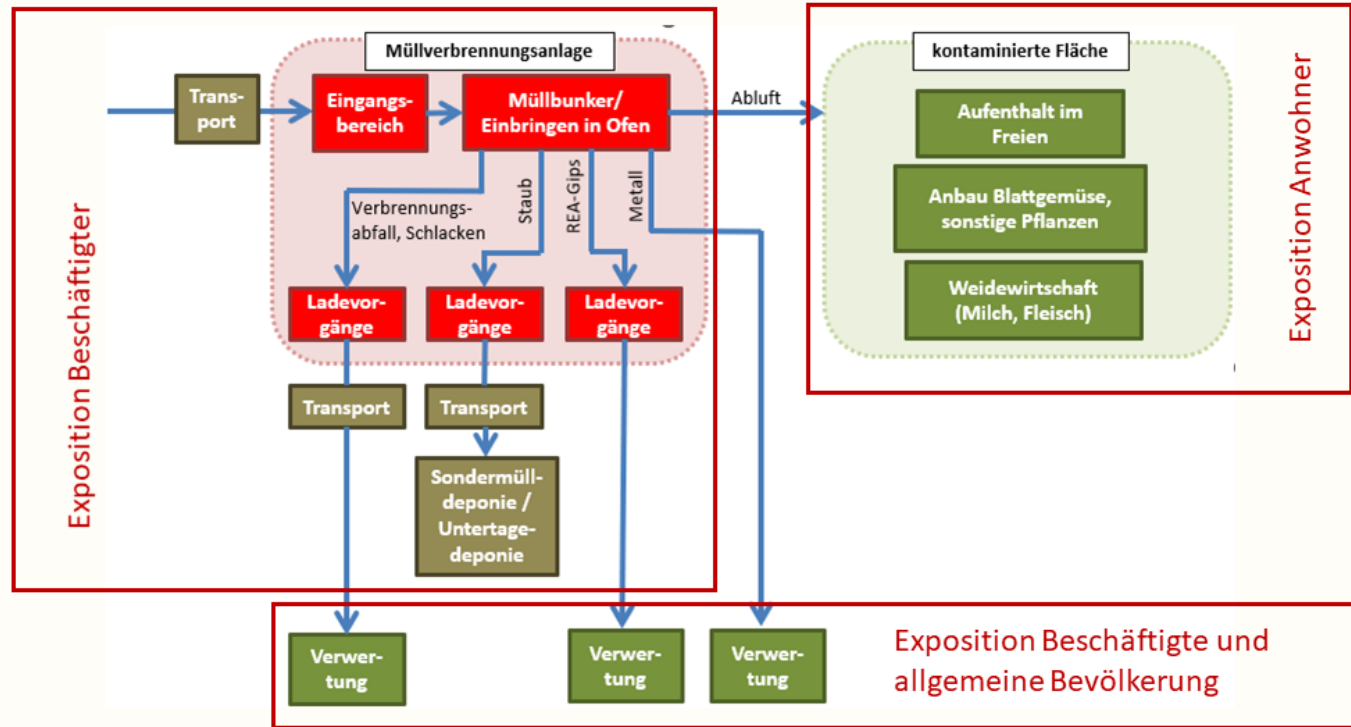 Müllverbrennungsanlage
kontaminierte Fläche
Trans-
port
Eingangs-
bereich
Müllbunker/
Einbringen in Ofen
Abluft
Aufenthalt im
Freien
Anbau Blattgemüse,
sonstige Pflanzen
Weidewirtschaft
(Milch, Fleisch)
Verbrennungs-
abfall, Schlacken
Staub
REA-Gips
Metall
Ladevor-
gänge
Ladevor-
gänge
Ladevor-
gänge
Transport
Transport
Sondermüll-
deponie /
Untertage-
deponie
Verwer-
tung
Verwer-
tung
Verwer-
tung
Exposition Beschäftigter
Exposition Anwohner
Exposition Beschäftigte und
allgemeine Bevölkerung